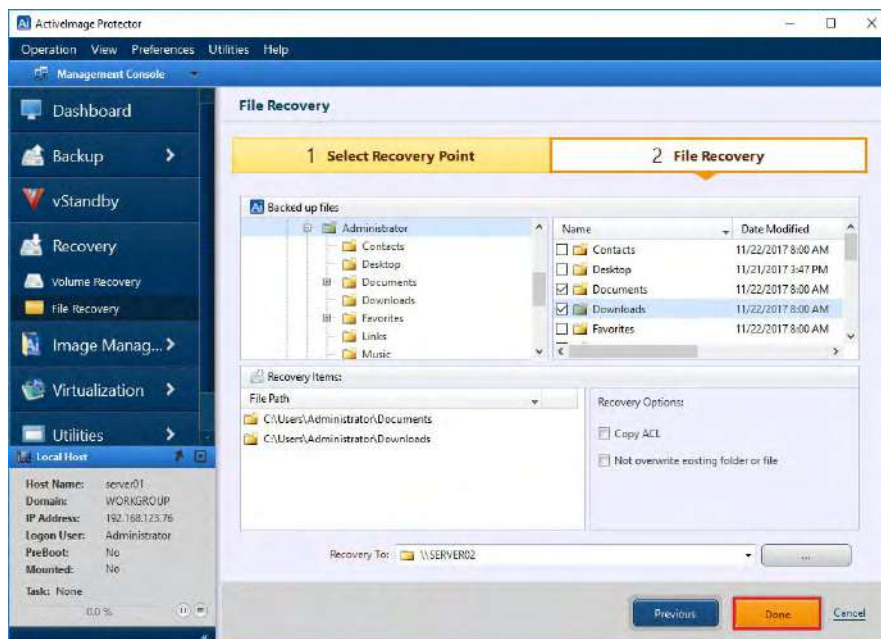 ActiveImage Protector
Operation View Preferences Utilities Help
Management Console
Dashboard
Backup
vStandby
Recovery
Volume Recovery
File Recovery
Image Manag...
Virtualization
Utilities
Local Host
Host Name: server01
Domain: WORKGROUP
IP Address: 192.168.123.76
Logon User: Administrator
PreBoot: No
Mounted: No
Task: None
0.0 %
File Recovery
1 Select Recovery Point
2 File Recovery
Backed up files
Administrator
Contacts
Desktop
Documents
Downloads
Favorites
Links
Music
Name Date Modified
Contacts 11/22/2017 8:00 AM
Desktop 11/21/2017 3:47 PM
Documents 11/22/2017 8:00 AM
Downloads 11/22/2017 8:00 AM
Favorites 11/22/2017 8:00 AM
Recovery Items:
File Path
C:\Users\Administrator\Documents
C:\Users\Administrator\Downloads
Recovery Options:
Copy ACL
Not overwrite existing folder or file
Recovery To: \\SERVER02
...
Previous
Done
Cancel